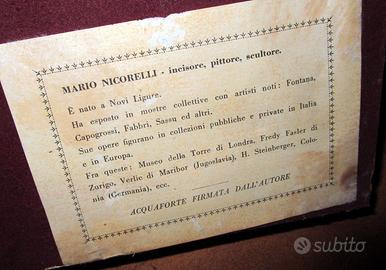 MARIO NICORELLI - incisore, pittore, scultore.
È nato a Novi Ligure.
Ha esposto in mostre collettive con artisti noti: Fontana,
Capogrossi, Fabbri, Sassu ed altri.
Sue opere figurano in collezioni pubbliche e private in Italia
e in Europa.
Fra queste: Museo della Torre di Londra, Fredy Fasler di
Zurigo, Verlic di Maribor (Jugoslavia), H. Steinberger, Colo-
nia (Germania), ecc.
ACQUAFORTE FIRMATA DALL'AUTORE
subito